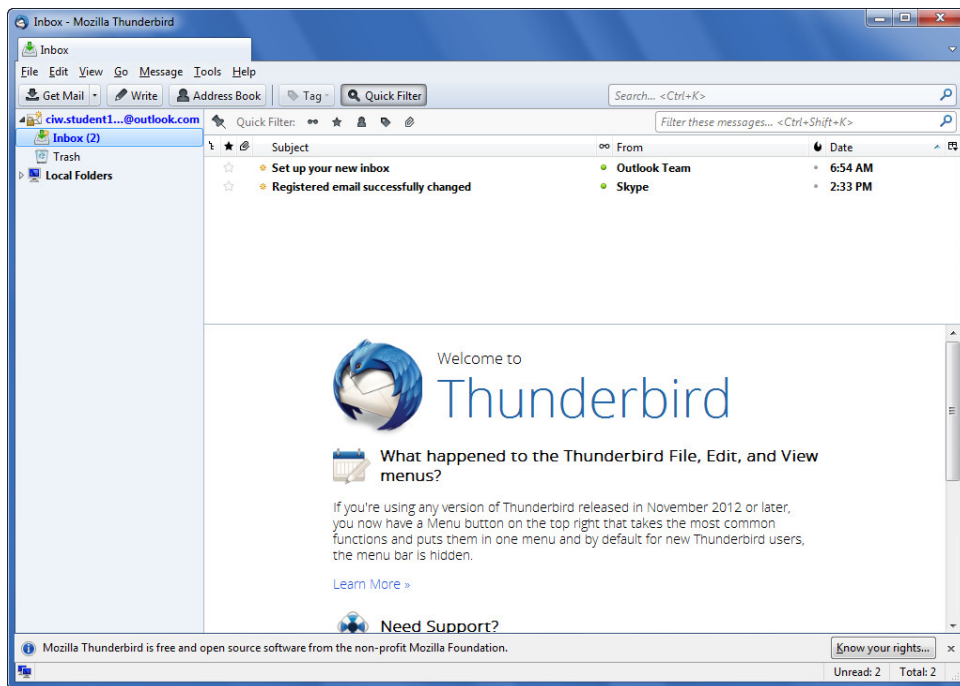 Inbox - Mozilla Thunderbird
Inbox
File Edit View Go Message Tools Help
Get Mail Write Address Book Tag Quick Filter Search... <Ctrl+K>
ciw.student1...@outlook.com Quick Filter: Filter these messages... <Ctrl+Shift+K>
Inbox (2)
Subject From Date
Trash
Set up your new inbox Outlook Team 6:54 AM
Local Folders
Registered email successfully changed Skype 2:33 PM
Welcome to
Thunderbird
What happened to the Thunderbird File, Edit, and View
menus?
If you're using any version of Thunderbird released in November 2012 or later,
you now have a Menu button on the top right that takes the most common
functions and puts them in one menu and by default for new Thunderbird users,
the menu bar is hidden.
Learn More »
Need Support?
Mozilla Thunderbird is free and open source software from the non-profit Mozilla Foundation. Know your rights...
Unread: 2 Total: 2